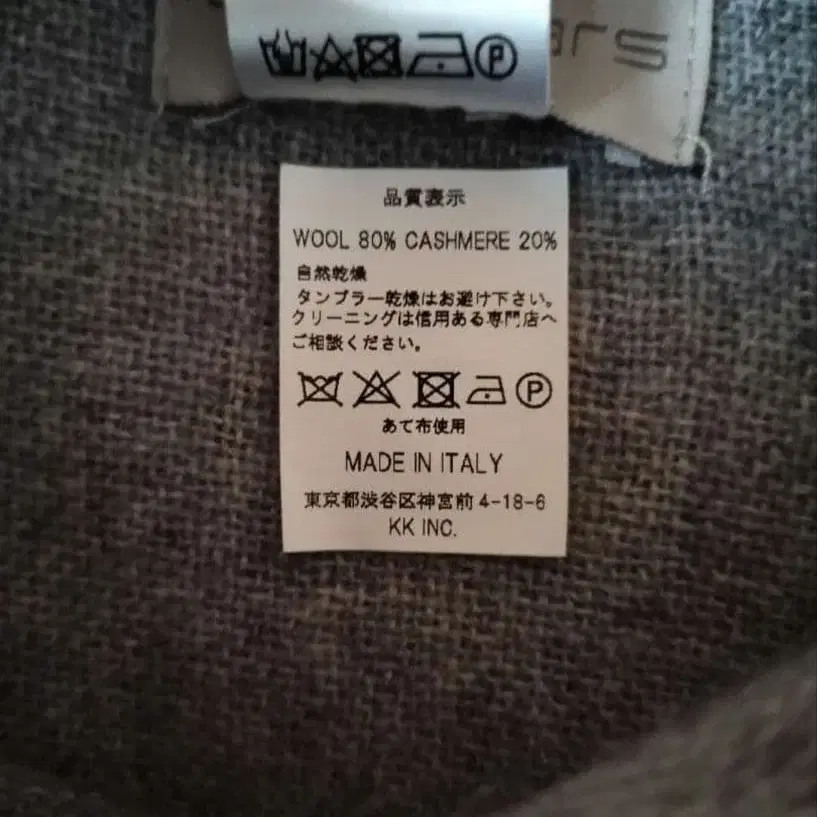 品質表示
WOOL 80% CASHMERE 20%
自然乾燥
タンブラー乾燥はお避け下さい。
クリーニングは信用ある専門店へ
ご相談ください。
P
あて布使用
MADE IN ITALY
東京都渋谷区神宮前4-18-6
KK INC.